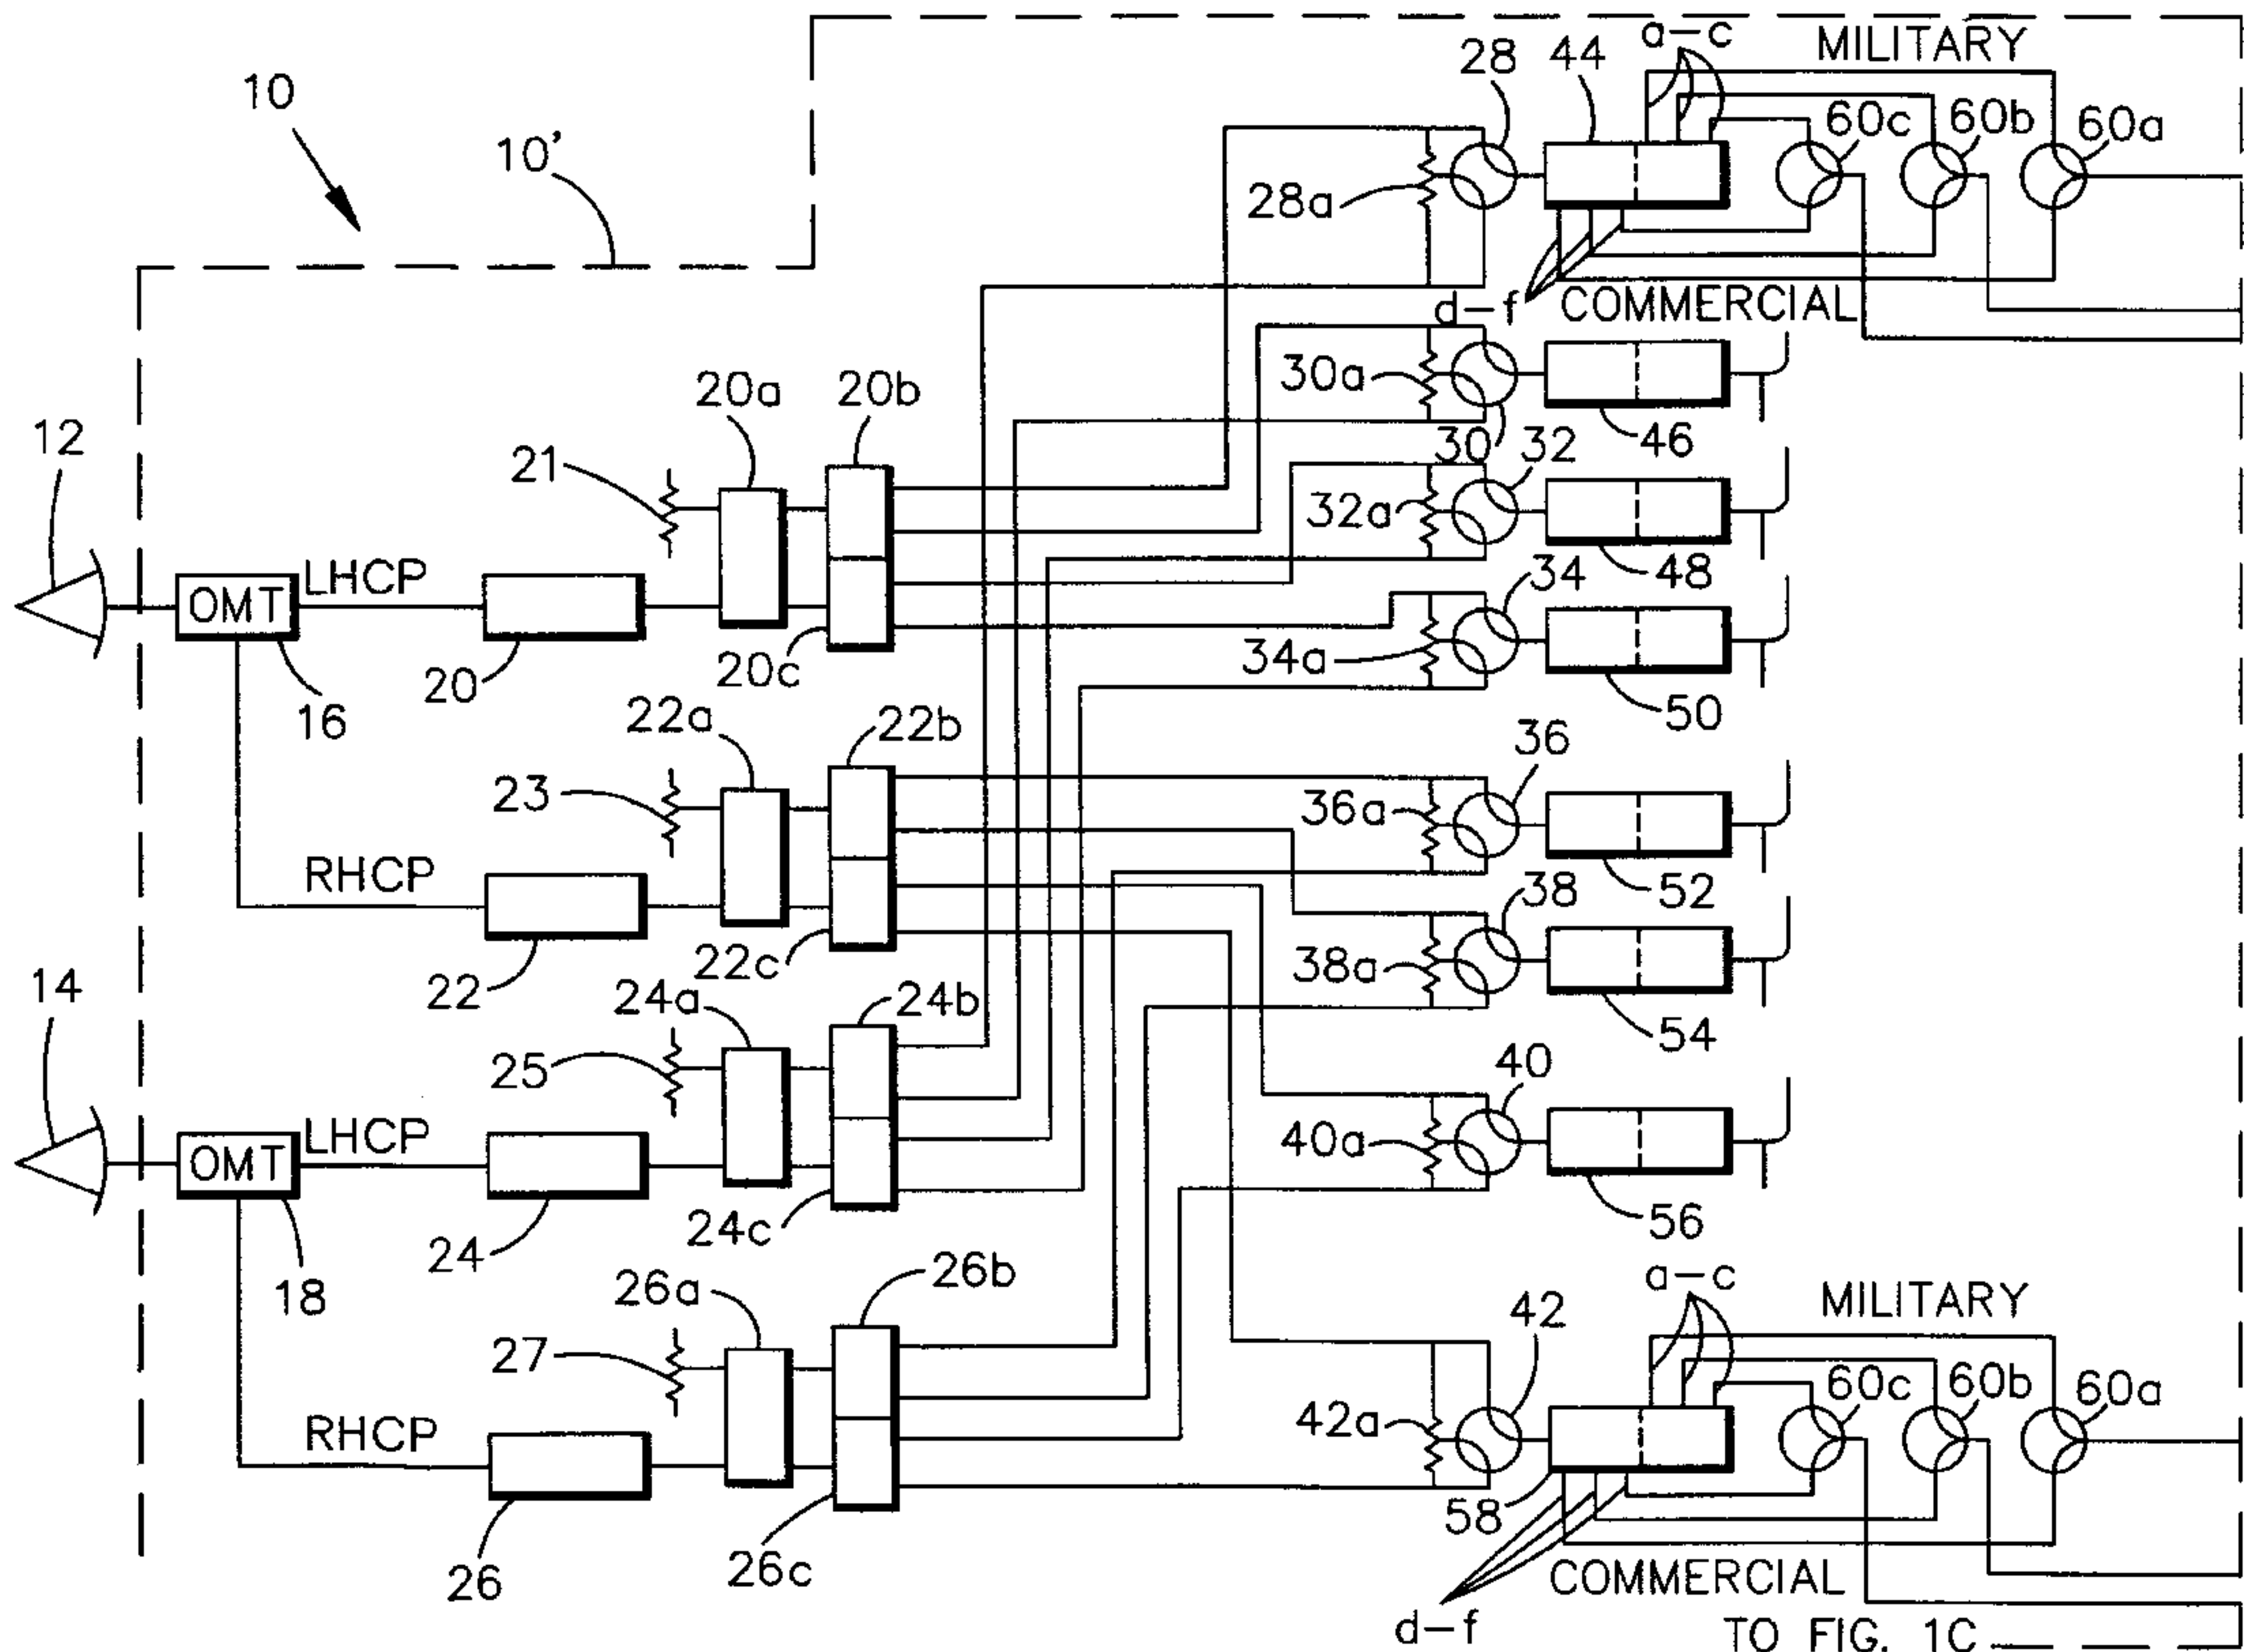 a-c MILITARY
28 44
10
60c 60b 60a
10'
28a
d-f COMMERCIAL
20a 20b
30a
12
21
30 32 46
32a
OMT LHCP
34 48
20c
34a
16 20
22a 22b
50
36
23
36a
RHCP
38 52
22c
22
38a
14
24a 24b
54
25
40
OMT LHCP
40a
24c
24
56
18
26a 26b
a-c MILITARY
42
27
60c 60b 60a
RHCP
42a
58
26 26c
COMMERCIAL
d-f TO FIG. 1C